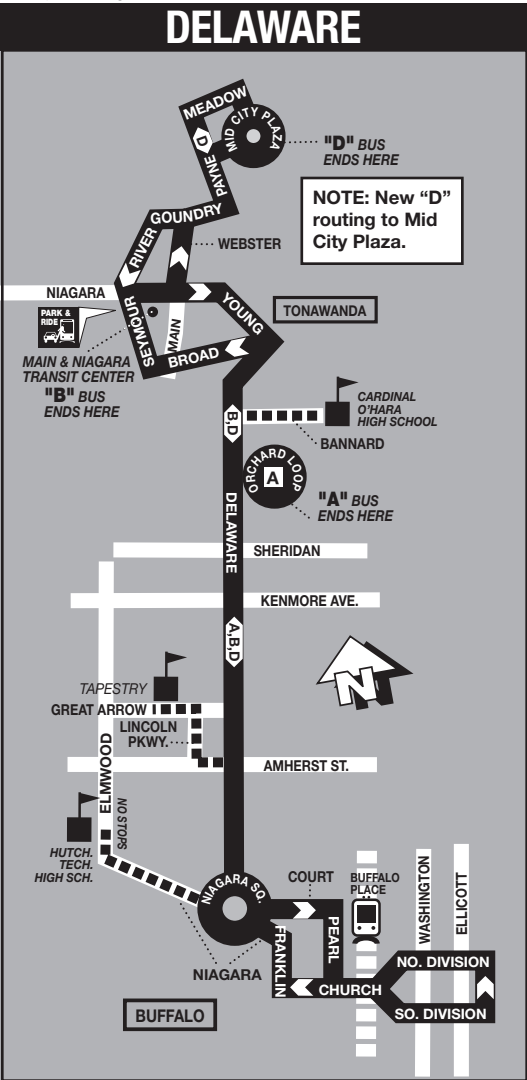 DELAWARE
MEADOW
D
MID CITY PLAZA
PAYNE
"D" BUS
ENDS HERE
NOTE: New “D”
routing to Mid
City Plaza.
GOUNDRY
RIVER
WEBSTER
NIAGARA
YOUNG
TONAWANDA
PARK &
RIDE
SEYMOUR
MAIN
BROAD
MAIN & NIAGARA
TRANSIT CENTER
"B" BUS
ENDS HERE
B,D
CARDINAL
O'HARA
HIGH SCHOOL
BANNARD
ORCHARD LOOP
A
"A" BUS
ENDS HERE
DELAWARE
SHERIDAN
KENMORE AVE.
A,B,D
N
TAPESTRY
GREAT ARROW
LINCOLN
PKWY.
ELMWOOD
AMHERST ST.
NO STOPS
HUTCH.
TECH.
HIGH SCH.
NIAGARA SQ.
COURT
BUFFALO
PLACE
WASHINGTON
ELLICOTT
FRANKLIN
PEARL
NIAGARA
CHURCH
NO. DIVISION
SO. DIVISION
BUFFALO